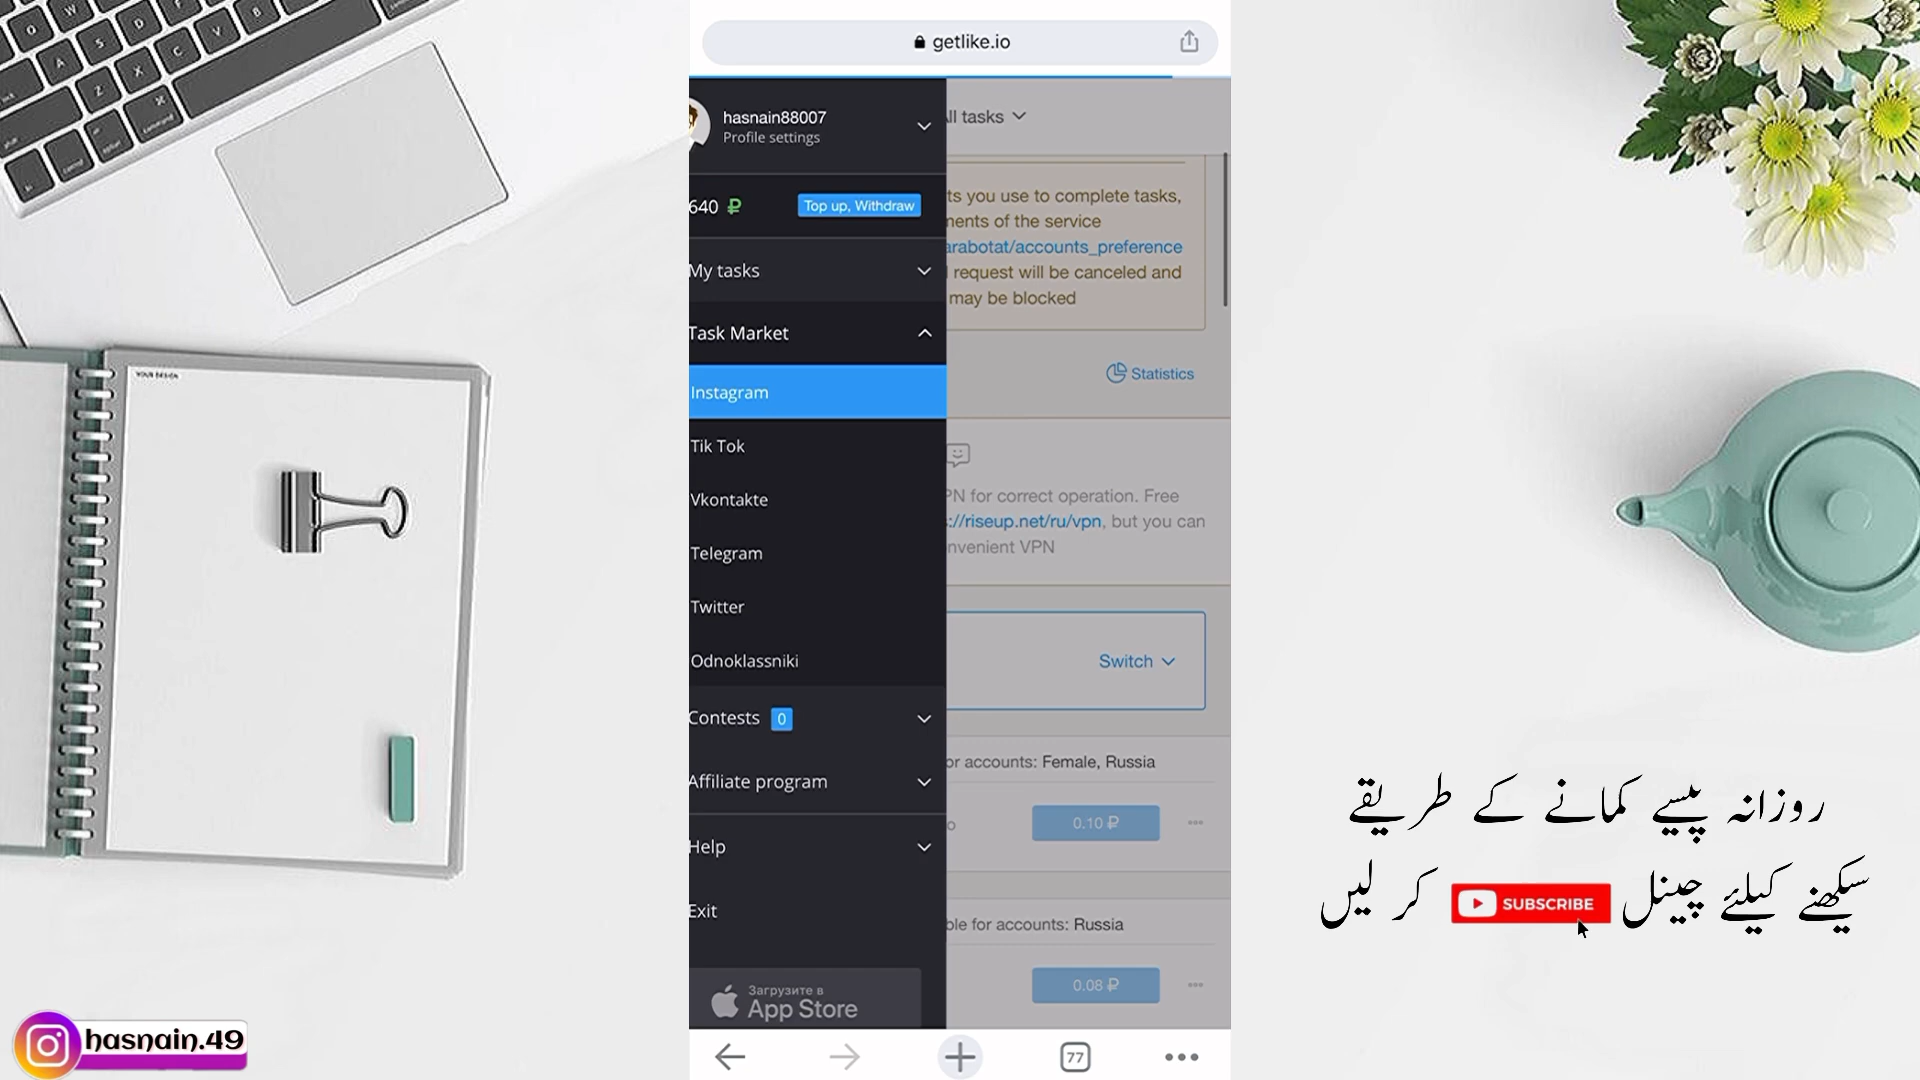 getlike.io
hasnain88007
Profile settings
640 ₽
Top up, Withdraw
My tasks
Task Market
Instagram
Tik Tok
Vkontakte
Telegram
Twitter
Odnoklassniki
Contests 0
Affiliate program
Help
Exit
Загрузите в
App Store
ll tasks
ts you use to complete tasks,
nents of the service
arabotat/accounts_preference
l request will be canceled and
may be blocked
Statistics
PN for correct operation. Free
://riseup.net/ru/vpn, but you can
nvenient VPN
Switch
or accounts: Female, Russia
0.10 ₽
ble for accounts: Russia
0.08 ₽
77
YOUR DESIGN
روزانہ پیسے کمانے کے طریقے
سیکھنے کیلئے چینل SUBSCRIBE کر لیں
hasnain.49